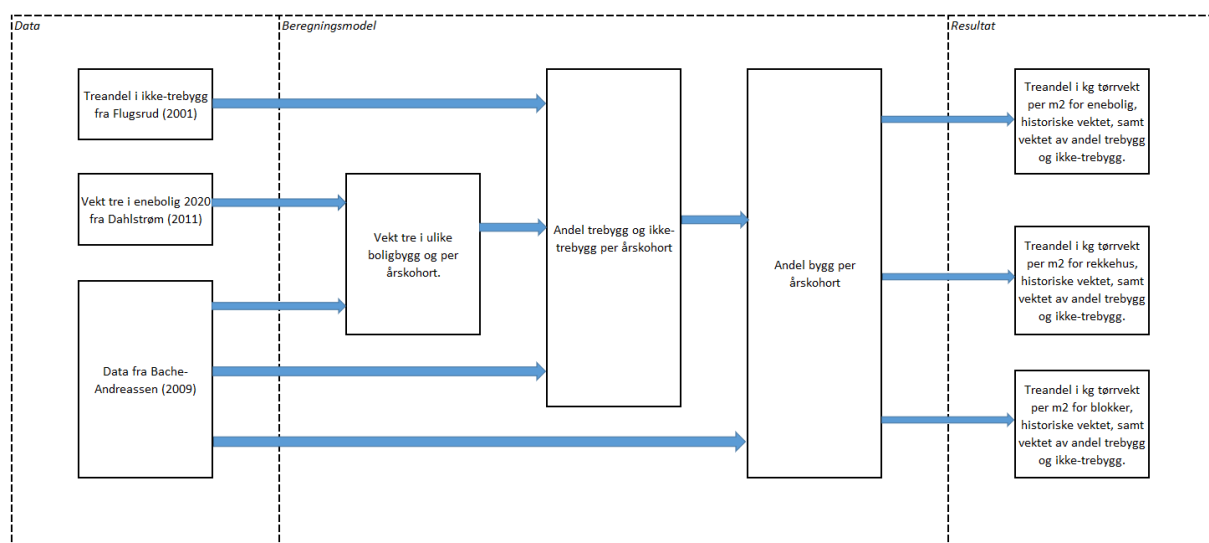 Data
Beregningsmodel
Resultat
Treandel i ikke-trebygg
fra Flugsrud (2001)
Vekt tre i enebolig 2020
fra Dahlstrøm (2011)
Data fra Bache-
Andreassen (2009)
Vekt tre i ulike
boligbygg og per
årskohort.
Andel trebygg og ikke-
trebygg per årskohort
Andel bygg per
årskohort
Treandel i kg tørrvekt
per m2 for enebolig,
historiske vektet, samt
vektet av andel trebygg
og ikke-trebygg.
Treandel i kg tørrvekt
per m2 for rekkehus,
historiske vektet, samt
vektet av andel trebygg
og ikke-trebygg.
Treandel i kg tørrvekt
per m2 for blokker,
historiske vektet, samt
vektet av andel trebygg
og ikke-trebygg.